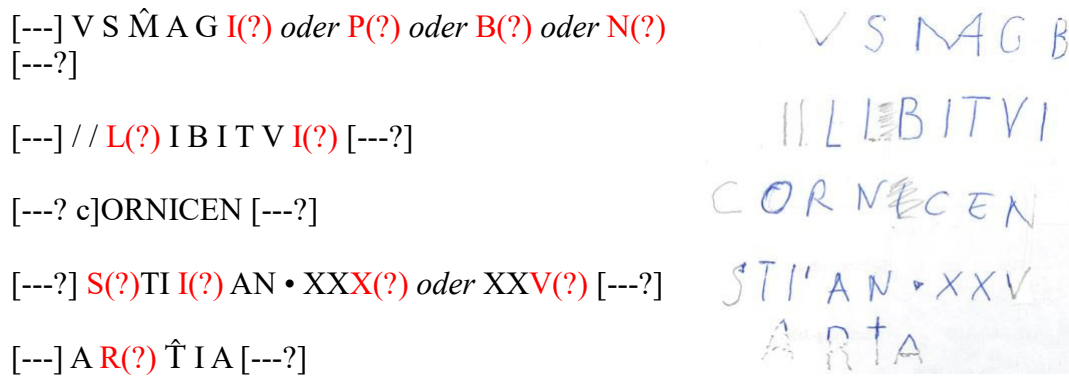 [---] V S M̂ A G I(?) oder P(?) oder B(?) oder N(?)
[---?]
[---] / / L(?) I B I T V I(?) [---?]
[---? c]ORNICEN [---?]
[---?] S(?)TI I(?) AN • XXX(?) oder XXV(?) [---?]
[---] A R(?) T̂ I A [---?]
V S M A G B
I I L I B I T V I
C O R N I C E N
S T I ' A N • X X V
A R T A